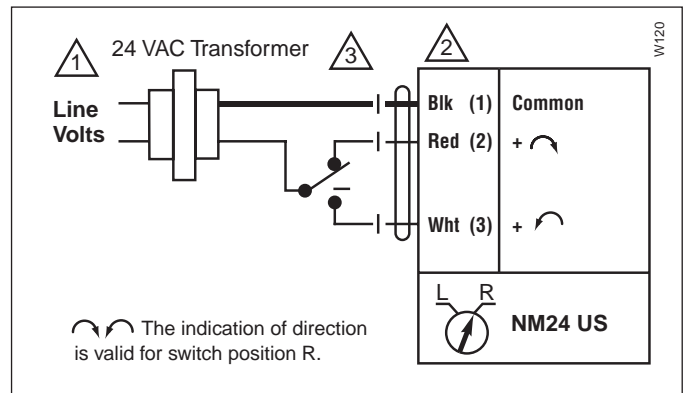 1
24 VAC Transformer
3
2
W120
Line
Volts
Blk (1) Common
Red (2) +
Wht (3) +
L R
NM24 US
The indication of direction
is valid for switch position R.